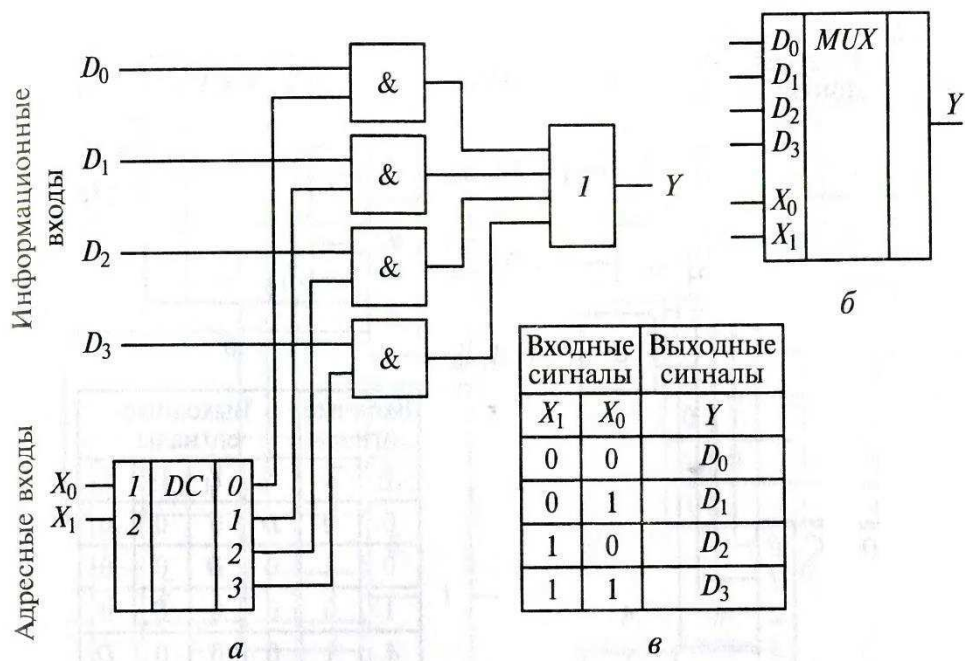 Информационные
входы
D₀
D₁
D₂
D₃
&
&
&
&
1
Y
Адресные входы
X₀
X₁
1 DC 0
2 1
2
3
а
D₀ MUX
D₁
D₂
D₃
X₀
X₁
Y
б
Входные Выходные
сигналы сигналы
X₁ X₀ Y
0 0 D₀
0 1 D₁
1 0 D₂
1 1 D₃
в